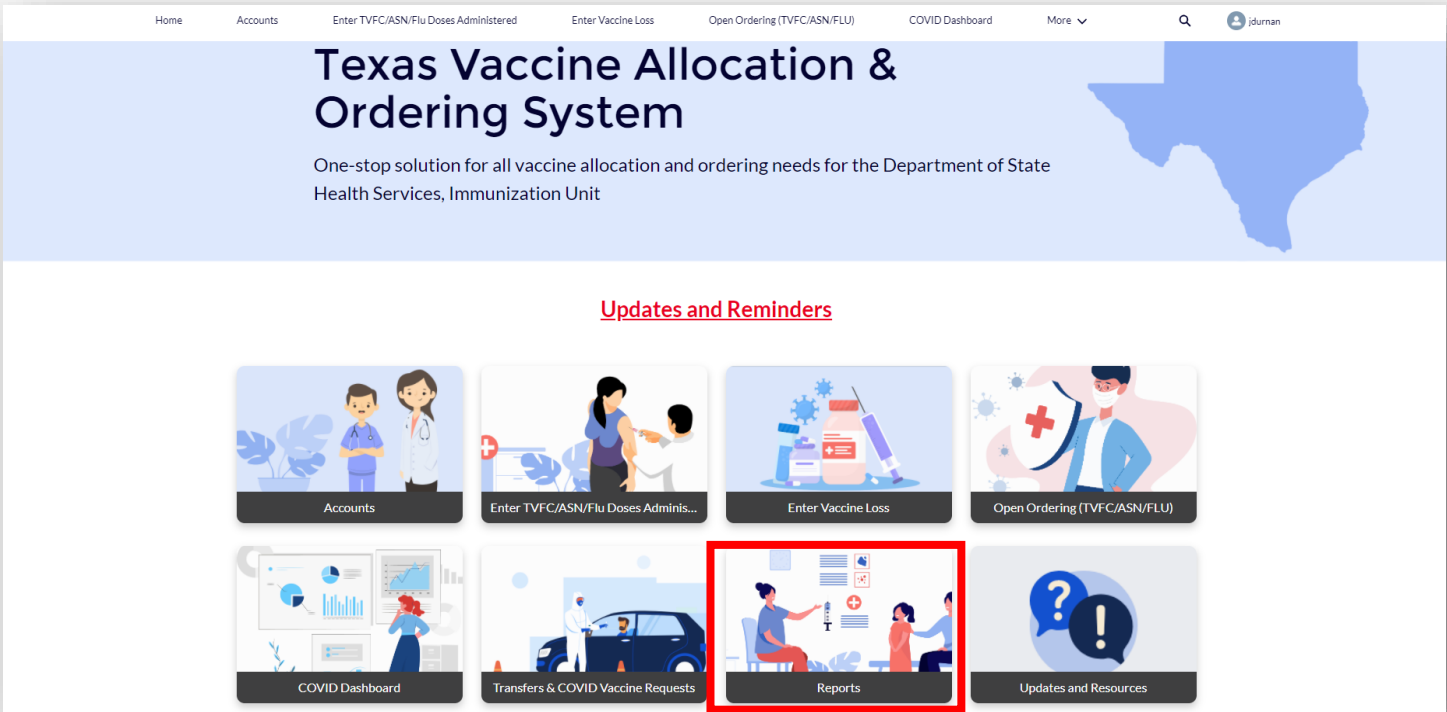 Home Accounts Enter TVFC/ASN/Flu Doses Administered Enter Vaccine Loss Open Ordering (TVFC/ASN/FLU) COVID Dashboard More jdurnan
Texas Vaccine Allocation &
Ordering System
One-stop solution for all vaccine allocation and ordering needs for the Department of State
Health Services, Immunization Unit
Updates and Reminders
Accounts Enter TVFC/ASN/Flu Doses Adminis... Enter Vaccine Loss Open Ordering (TVFC/ASN/FLU)
COVID Dashboard Transfers & COVID Vaccine Requests Reports Updates and Resources